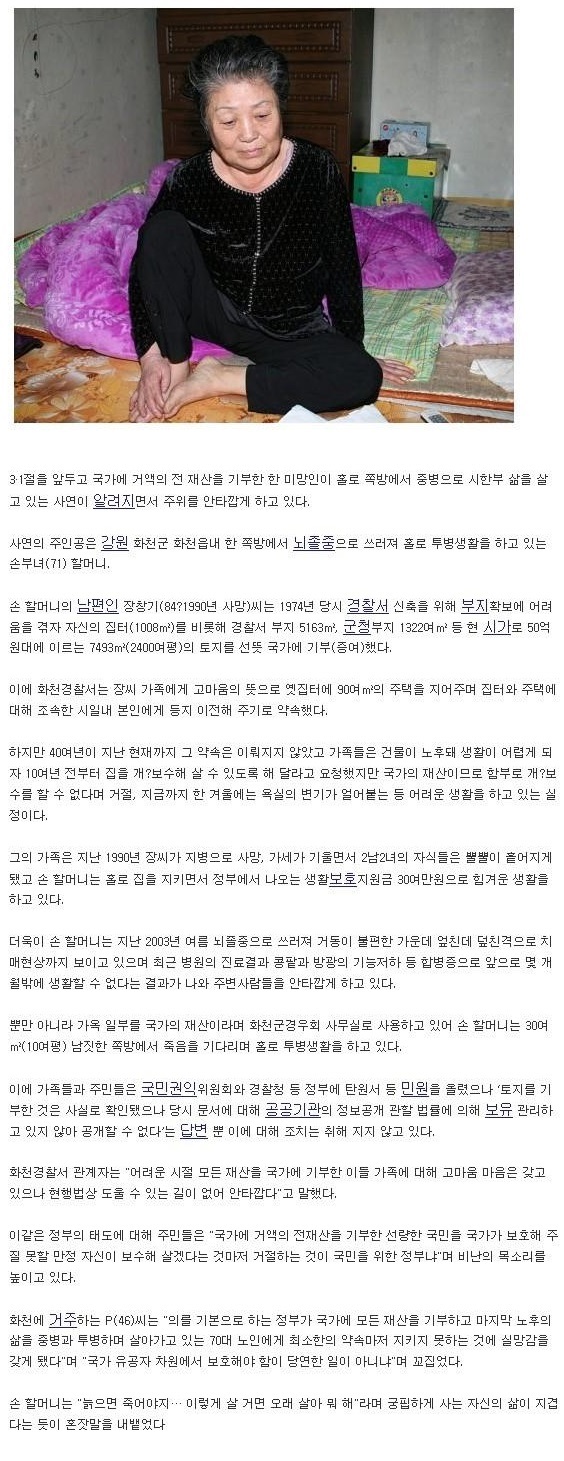 3·1절을 앞두고 국가에 거액의 전 재산을 기부한 한 미망인이 홀로 쪽방에서 중병으로 시한부 삶을 살
고 있는 사연이 알려지면서 주위를 안타깝게 하고 있다.
사연의 주인공은 강원 화천군 화천읍내 한 쪽방에서 뇌졸중으로 쓰러져 홀로 투병생활을 하고 있는
손부녀(71) 할머니.
손 할머니의 남편인 장창기(84?1990년 사망)씨는 1974년 당시 경찰서 신축을 위해 부지확보에 어려
움을 겪자 자신의 집터(1008㎡)를 비롯해 경찰서 부지 5163㎡, 군청부지 1322여㎡ 등 현 시가로 50억
원대에 이르는 7493㎡(2400여평)의 토지를 선뜻 국가에 기부(증여)했다.
이에 화천경찰서는 장씨 가족에게 고마움의 뜻으로 옛집터에 90여㎡의 주택을 지어주며 집터와 주택에
대해 조속한 시일내 본인에게 등지 이전해 주기로 약속했다.
하지만 40여년이 지난 현재까지 그 약속은 이뤄지지 않았고 가족들은 건물이 노후돼 생활이 어렵게 되
자 10여년 전부터 집을 개?보수해 살 수 있도록 해 달라고 요청했지만 국가의 재산이므로 함부로 개?보
수를 할 수 없다며 거절, 지금까지 한 겨울에는 욕실의 변기가 얼어붙는 등 어려운 생활을 하고 있는 실
정이다.
그의 가족은 지난 1990년 장씨가 지병으로 사망, 가세가 기울면서 2남2녀의 자식들은 뿔뿔이 흩어지게
됐고 손 할머니는 홀로 집을 지키면서 정부에서 나오는 생활보호지원금 30여만원으로 힘겨운 생활을
하고 있다.
더욱이 손 할머니는 지난 2003년 여름 뇌졸중으로 쓰러져 거동이 불편한 가운데 엎친데 덮친격으로 치
매현상까지 보이고 있으며 최근 병원의 진료결과 콩팥과 방광의 기능저하 등 합병증으로 앞으로 몇 개
월밖에 생활할 수 없다는 결과가 나와 주변사람들을 안타깝게 하고 있다.
뿐만 아니라 가옥 일부를 국가의 재산이라며 화천군경우회 사무실로 사용하고 있어 손 할머니는 30여
㎡(10여평) 남짓한 쪽방에서 죽음을 기다리며 홀로 투병생활을 하고 있다.
이에 가족들과 주민들은 국민권익위원회와 경찰청 등 정부에 탄원서 등 민원을 올렸으나 '토지를 기
부한 것은 사실로 확인됐으나 당시 문서에 대해 공공기관의 정보공개 관할 법률에 의해 보유 관리하
고 있지 않아 공개할 수 없다'는 답변 뿐 이에 대해 조치는 취해 지지 않고 있다.
화천경찰서 관계자는 "어려운 시절 모든 재산을 국가에 기부한 이들 가족에 대해 고마움 마음은 갖고
있으나 현행법상 도울 수 있는 길이 없어 안타깝다"고 말했다.
이같은 정부의 태도에 대해 주민들은 "국가에 거액의 전재산을 기부한 선량한 국민을 국가가 보호해 주
질 못할 만정 자신이 보수해 살겠다는 것마저 거절하는 것이 국민을 위한 정부냐"며 비난의 목소리를
높이고 있다.
화천에 거주하는 P(46)씨는 "의를 기본으로 하는 정부가 국가에 모든 재산을 기부하고 마지막 노후의
삶을 중병과 투병하며 살아가고 있는 70대 노인에게 최소한의 약속마저 지키지 못하는 것에 실망감을
갖게 됐다"며 "국가 유공자 차원에서 보호해야 함이 당연한 일이 아니냐"며 꼬집었다.
손 할머니는 "늙으면 죽어야지… 이렇게 살 거면 오래 살아 뭐 해"라며 궁핍하게 사는 자신의 삶이 지겹
다는 듯이 혼잣말을 내뱉었다